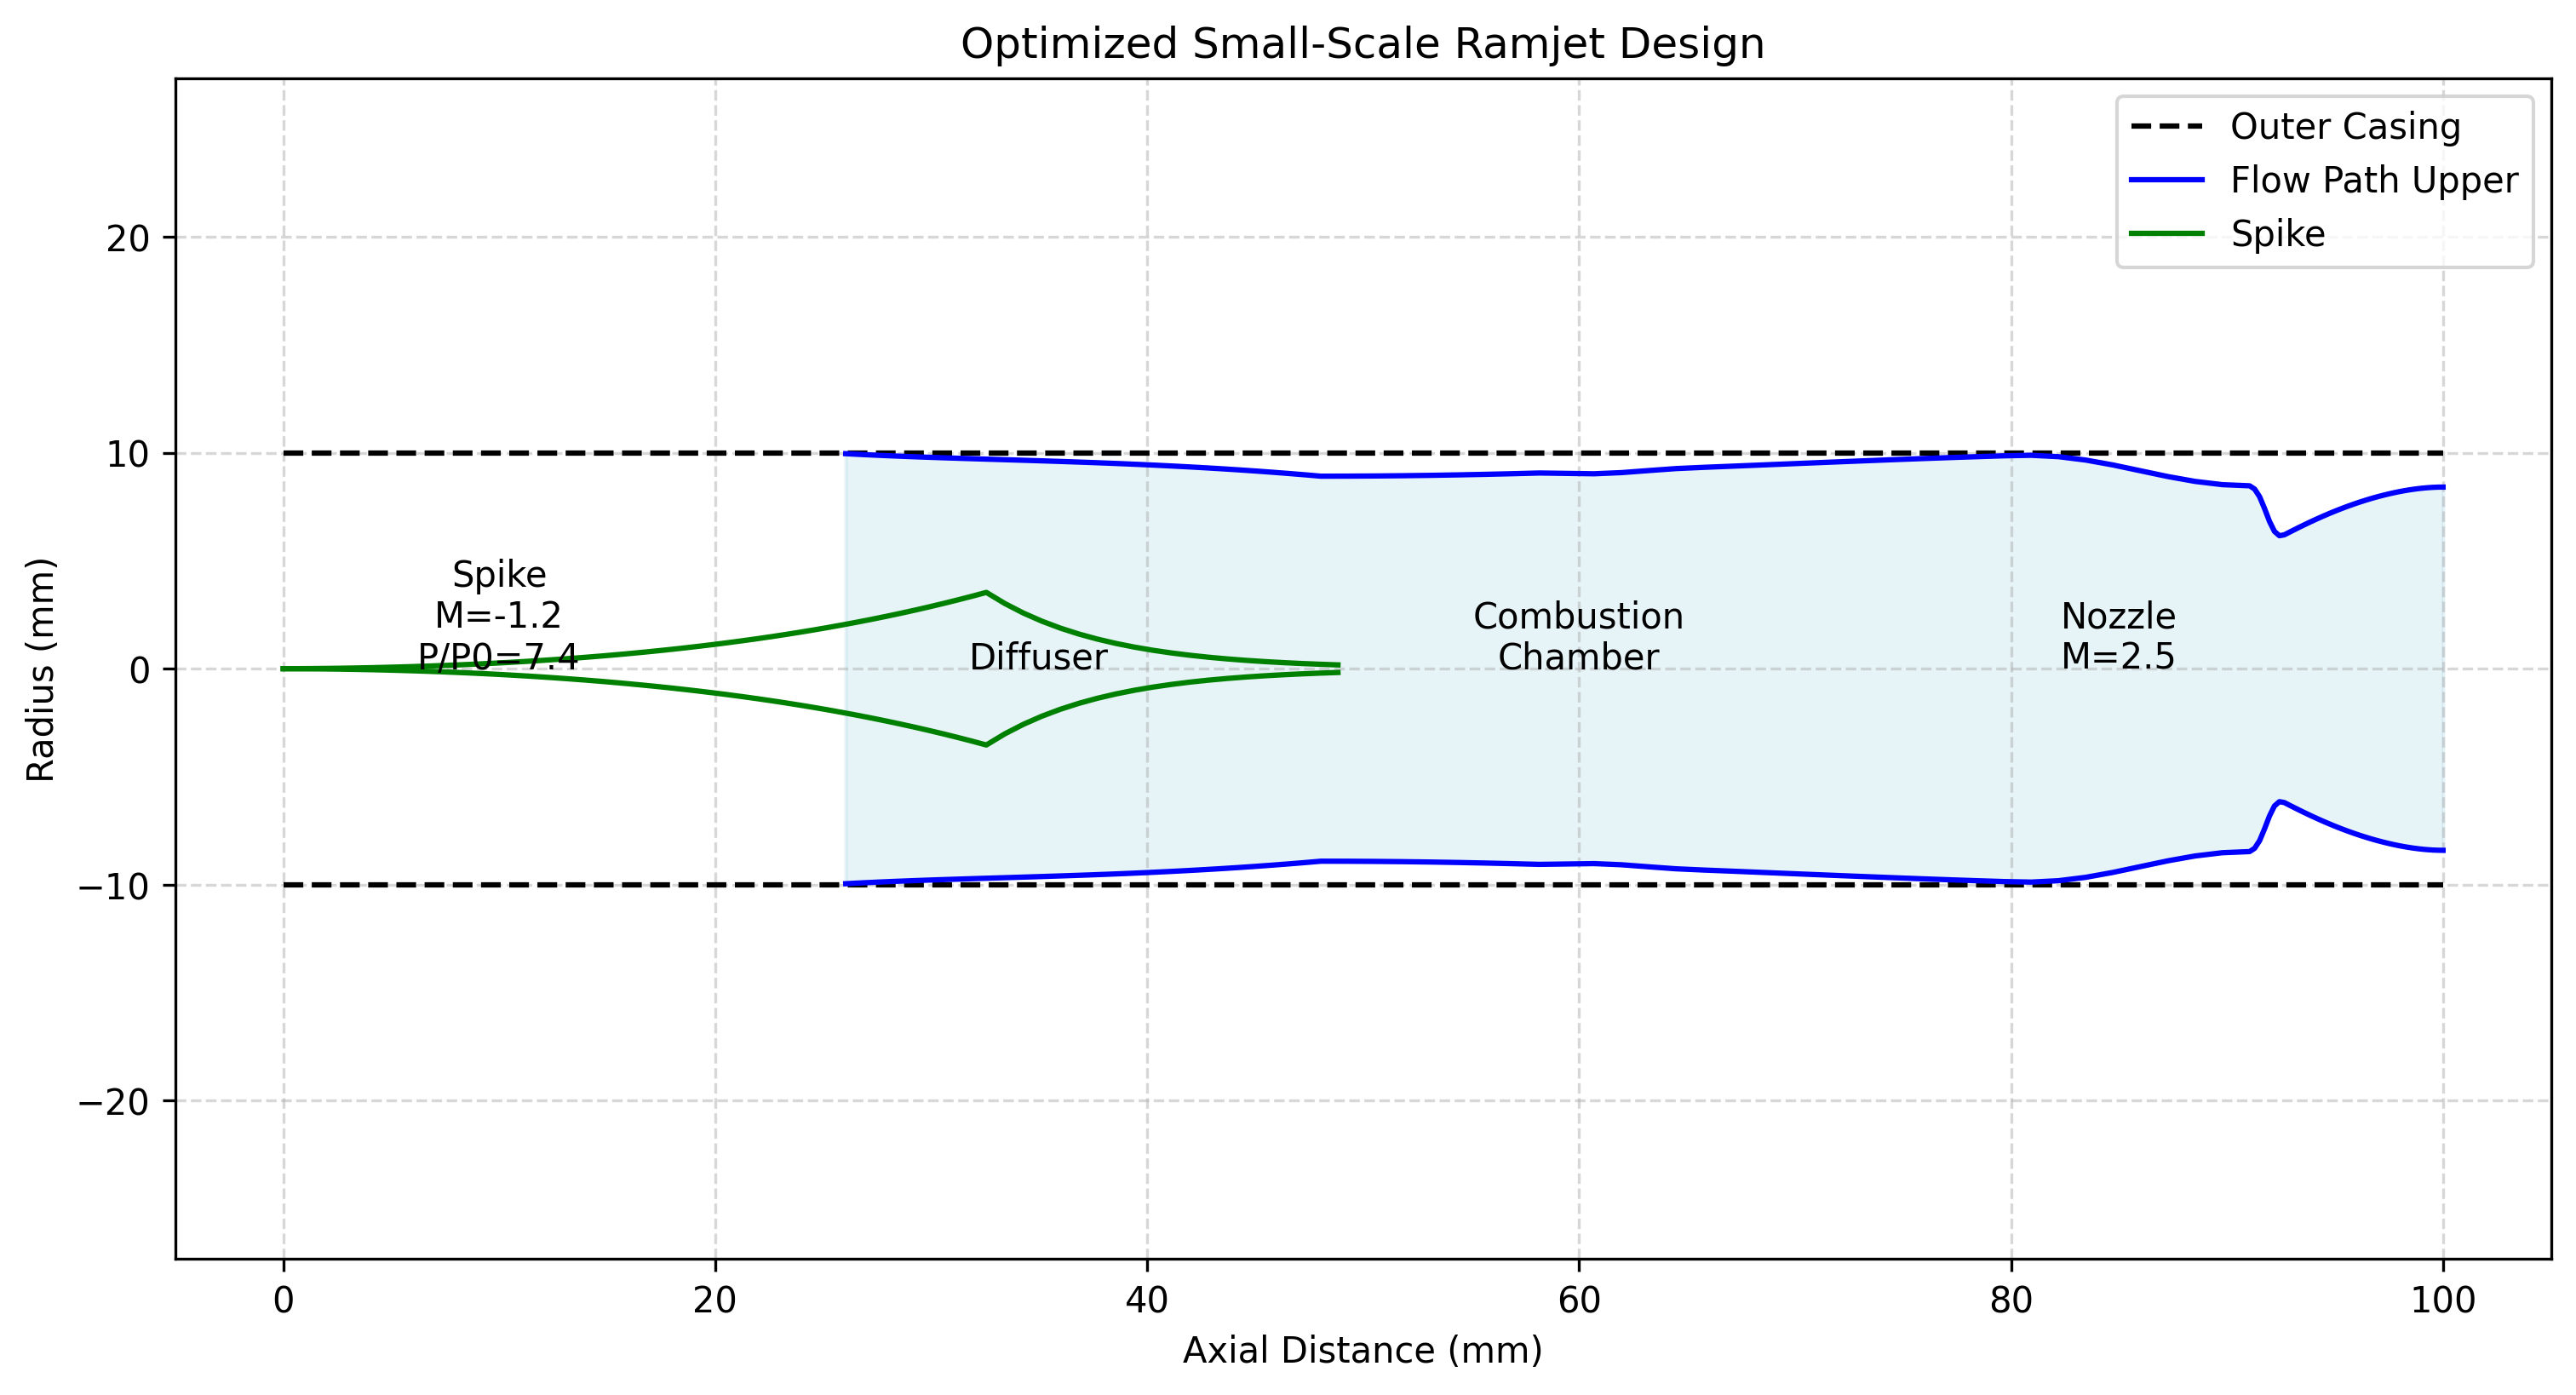 Optimized Small-Scale Ramjet Design
Outer Casing
Flow Path Upper
Spike
20
10
0
−10
−20
Radius (mm)
Spike
M=-1.2
P/P0=7.4
Diffuser
Combustion
Chamber
Nozzle
M=2.5
0
20
40
60
80
100
Axial Distance (mm)